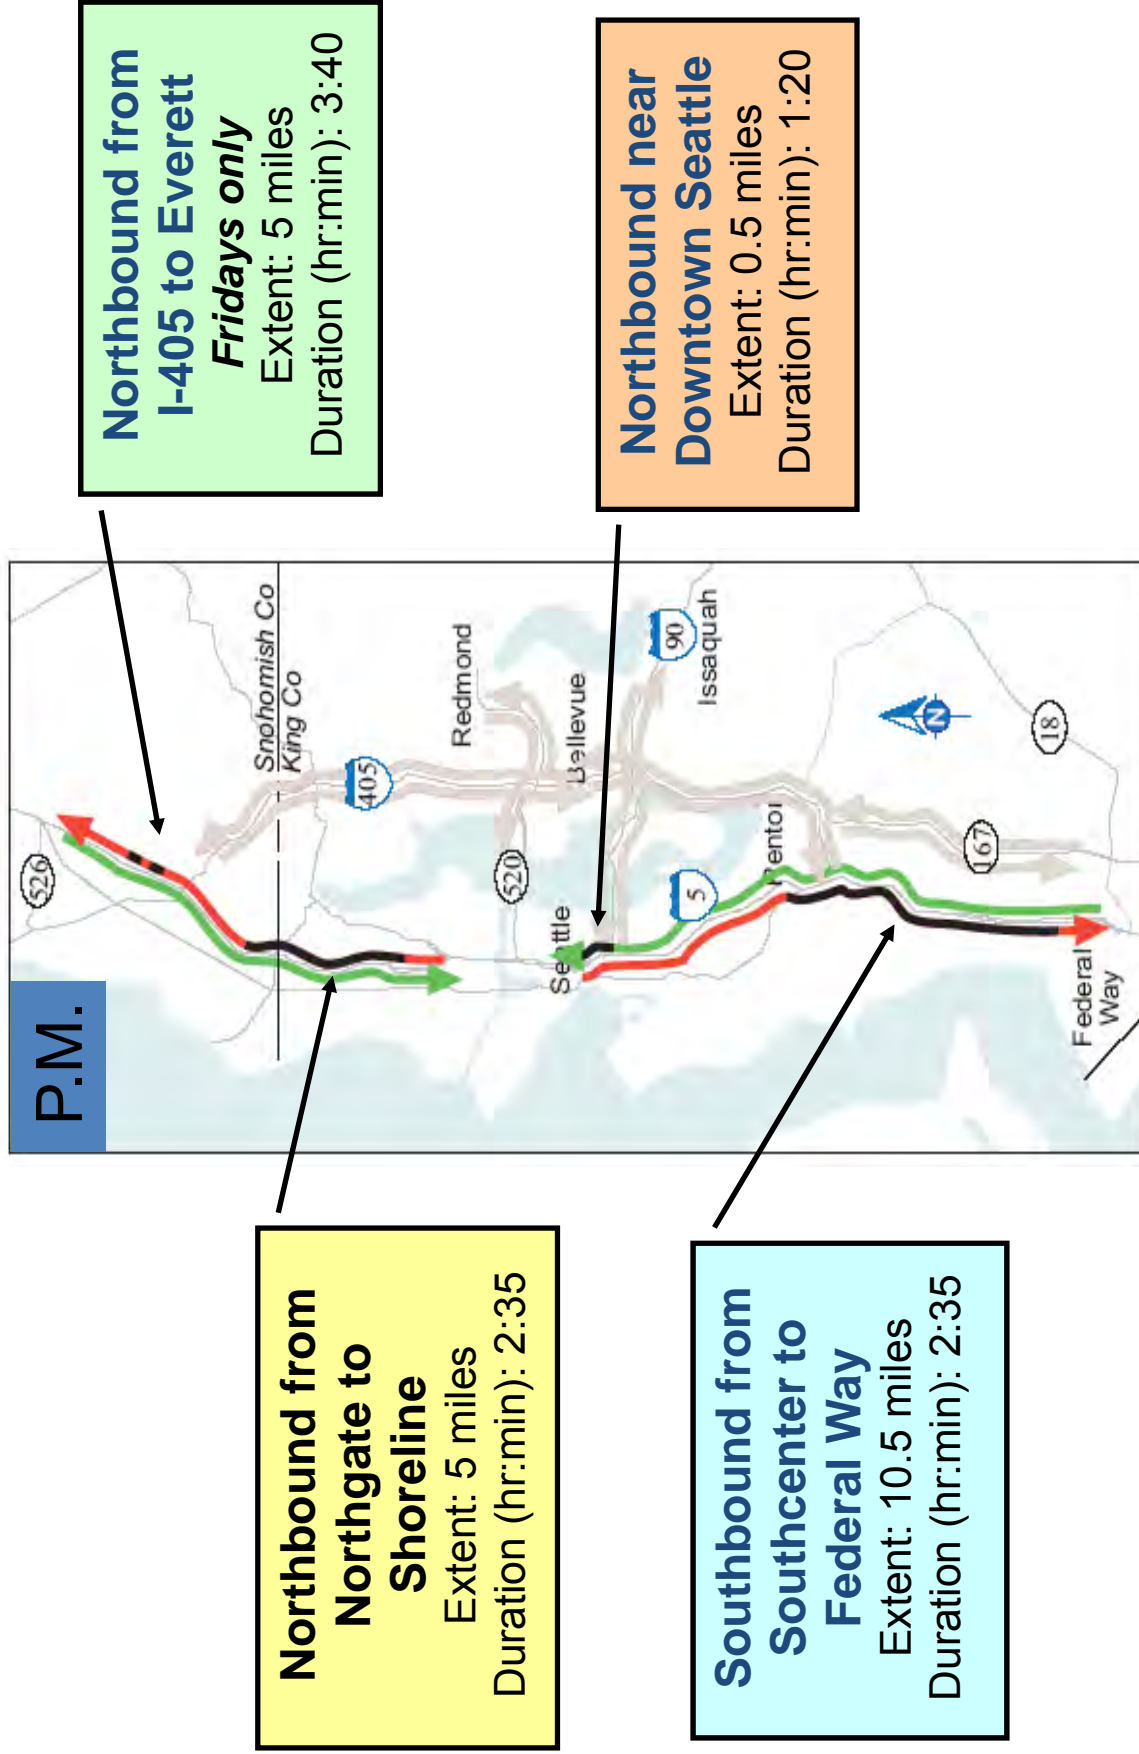 P.M.
Northbound from
Northgate to
Shoreline
Extent: 5 miles
Duration (hr:min): 2:35
Southbound from
Southcenter to
Federal Way
Extent: 10.5 miles
Duration (hr:min): 2:35
Northbound from
I-405 to Everett
Fridays only
Extent: 5 miles
Duration (hr:min): 3:40
Northbound near
Downtown Seattle
Extent: 0.5 miles
Duration (hr:min): 1:20
526
Snohomish Co
King Co
405
Redmond
520
Bellevue
Seattle
90
Issaquah
5
Renton
N
167
18
Federal
Way